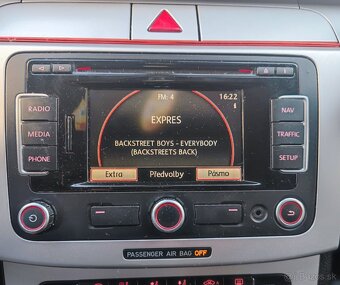 FM: 4 16:22
EXPRES
BACKSTREET BOYS - EVERYBODY
(BACKSTREETS BACK)
Extra Předvolby Pásmo
RADIO
MEDIA
PHONE
NAV
TRAFFIC
SETUP
PASSENGER AIR BAG OFF